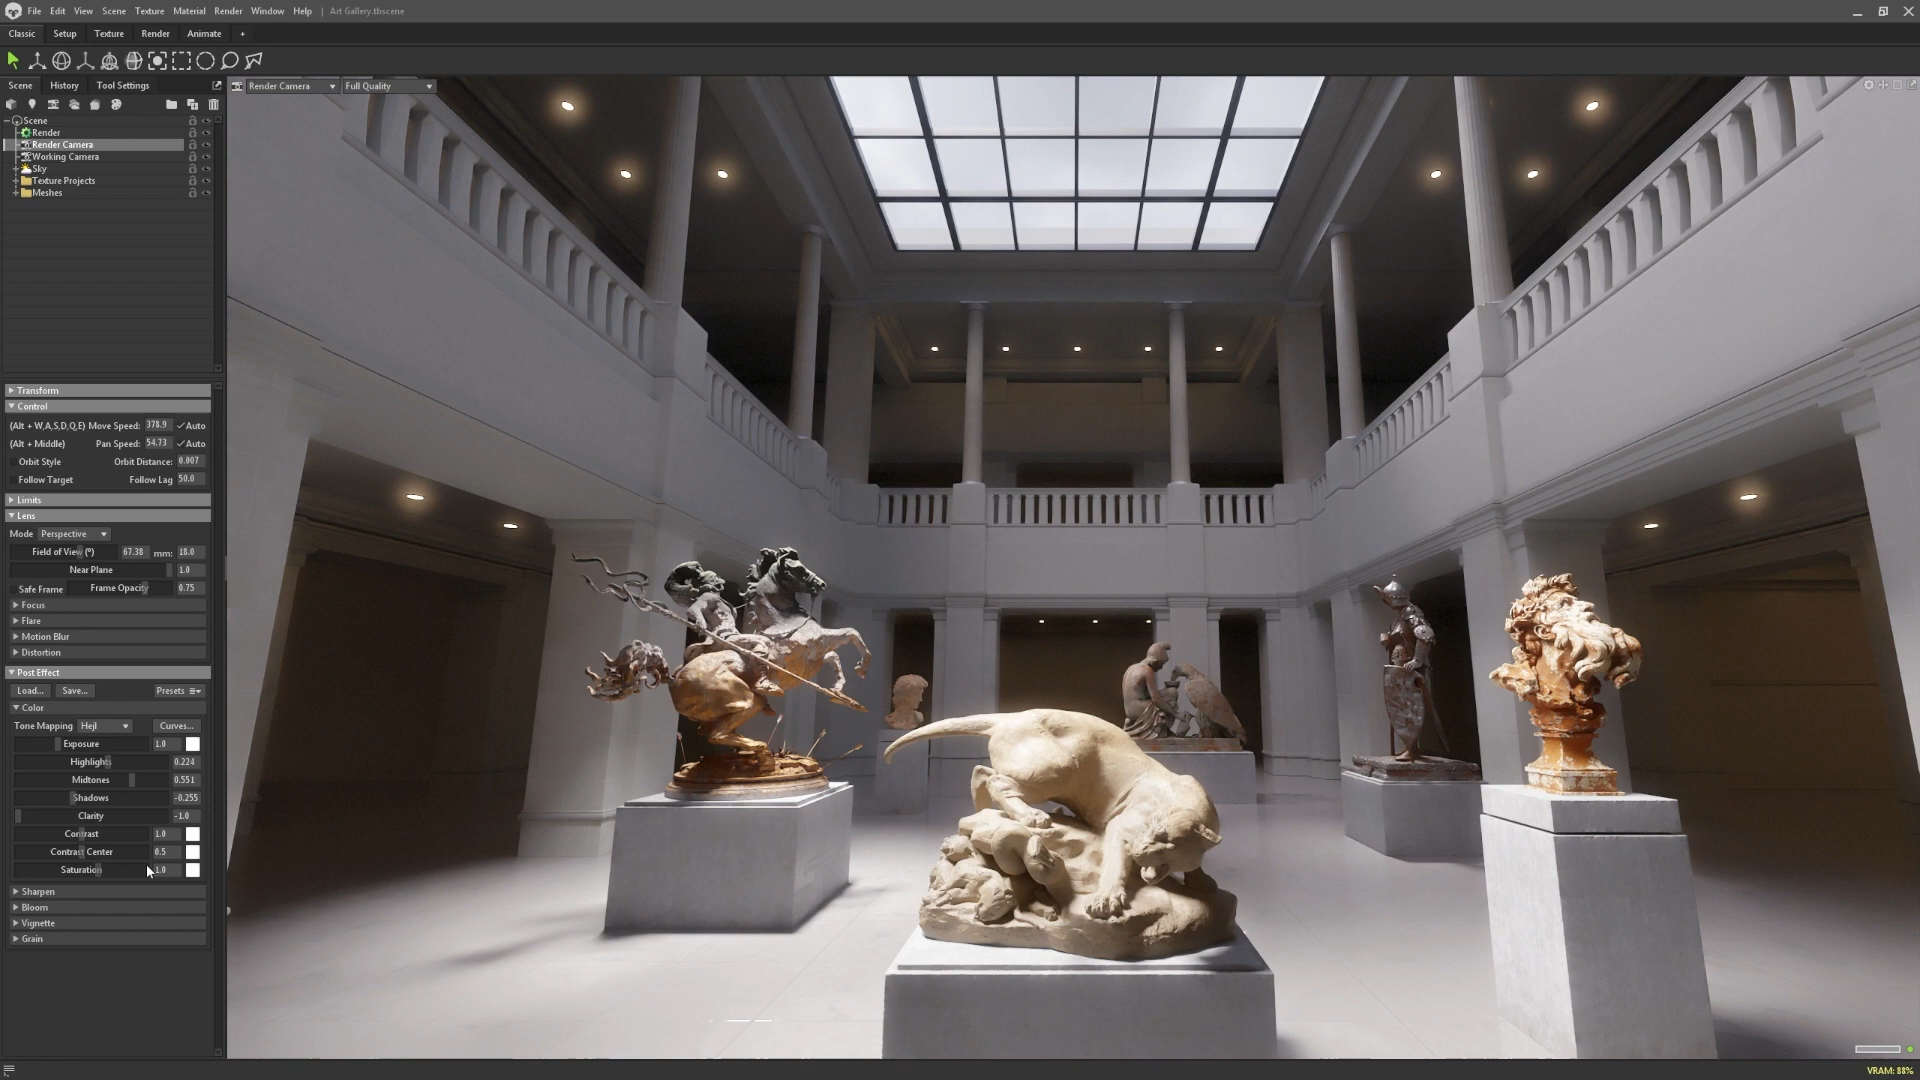 File Edit View Scene Texture Material Render Window Help | Art Gallery.tbscene
Classic Setup Texture Render Animate +
Scene History Tool Settings
Render Camera Full Quality
Scene
Render
Render Camera
Working Camera
Sky
Texture Projects
Meshes
Transform
Control
(Alt + W,A,S,D,Q,E) Move Speed: 378.9 Auto
(Alt + Middle) Pan Speed: 54.73 Auto
Orbit Style Orbit Distance: 0.007
Follow Target Follow Lag 50.0
Limits
Lens
Mode Perspective
Field of View (°) 67.38 mm: 18.0
Near Plane 1.0
Safe Frame Frame Opacity 0.75
Focus
Flare
Motion Blur
Distortion
Post Effect
Load... Save... Presets
Color
Tone Mapping Hejl Curves...
Exposure 1.0
Highlights 0.224
Midtones 0.551
Shadows -0.255
Clarity -1.0
Contrast 1.0
Contrast Center 0.5
Saturation 1.0
Sharpen
Bloom
Vignette
Grain
VRAM: 88%